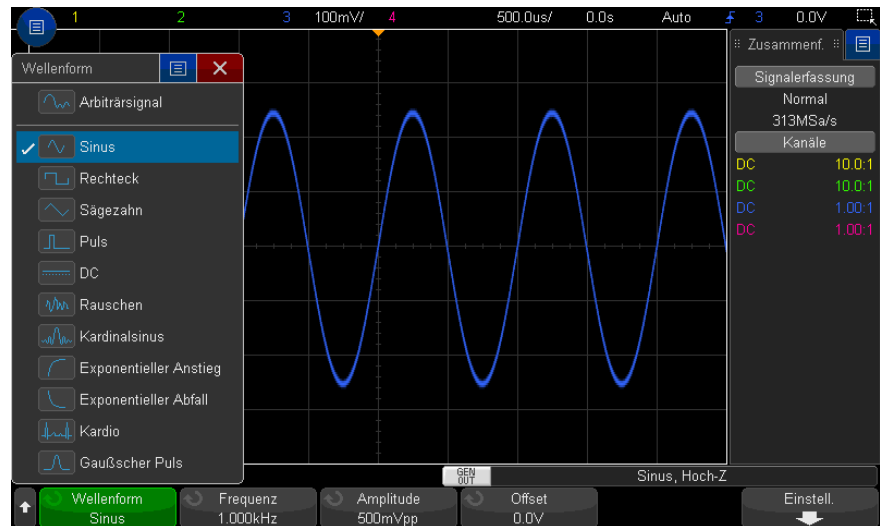 1 2 3 100mV/ 4 500.0us/ 0.0s Auto 3 0.0V
Wellenform
Arbiträrsignal
Sinus
Rechteck
Sägezahn
Puls
DC
Rauschen
Kardinalsinus
Exponentieller Anstieg
Exponentieller Abfall
Kardio
Gaußscher Puls
Zusammenf.
Signalerfassung
Normal
313MSa/s
Kanäle
DC 10.0:1
DC 10.0:1
DC 1.00:1
DC 1.00:1
GEN
OUT
Sinus, Hoch-Z
Wellenform
Sinus
Frequenz
1.000kHz
Amplitude
500mVpp
Offset
0.0V
Einstell.